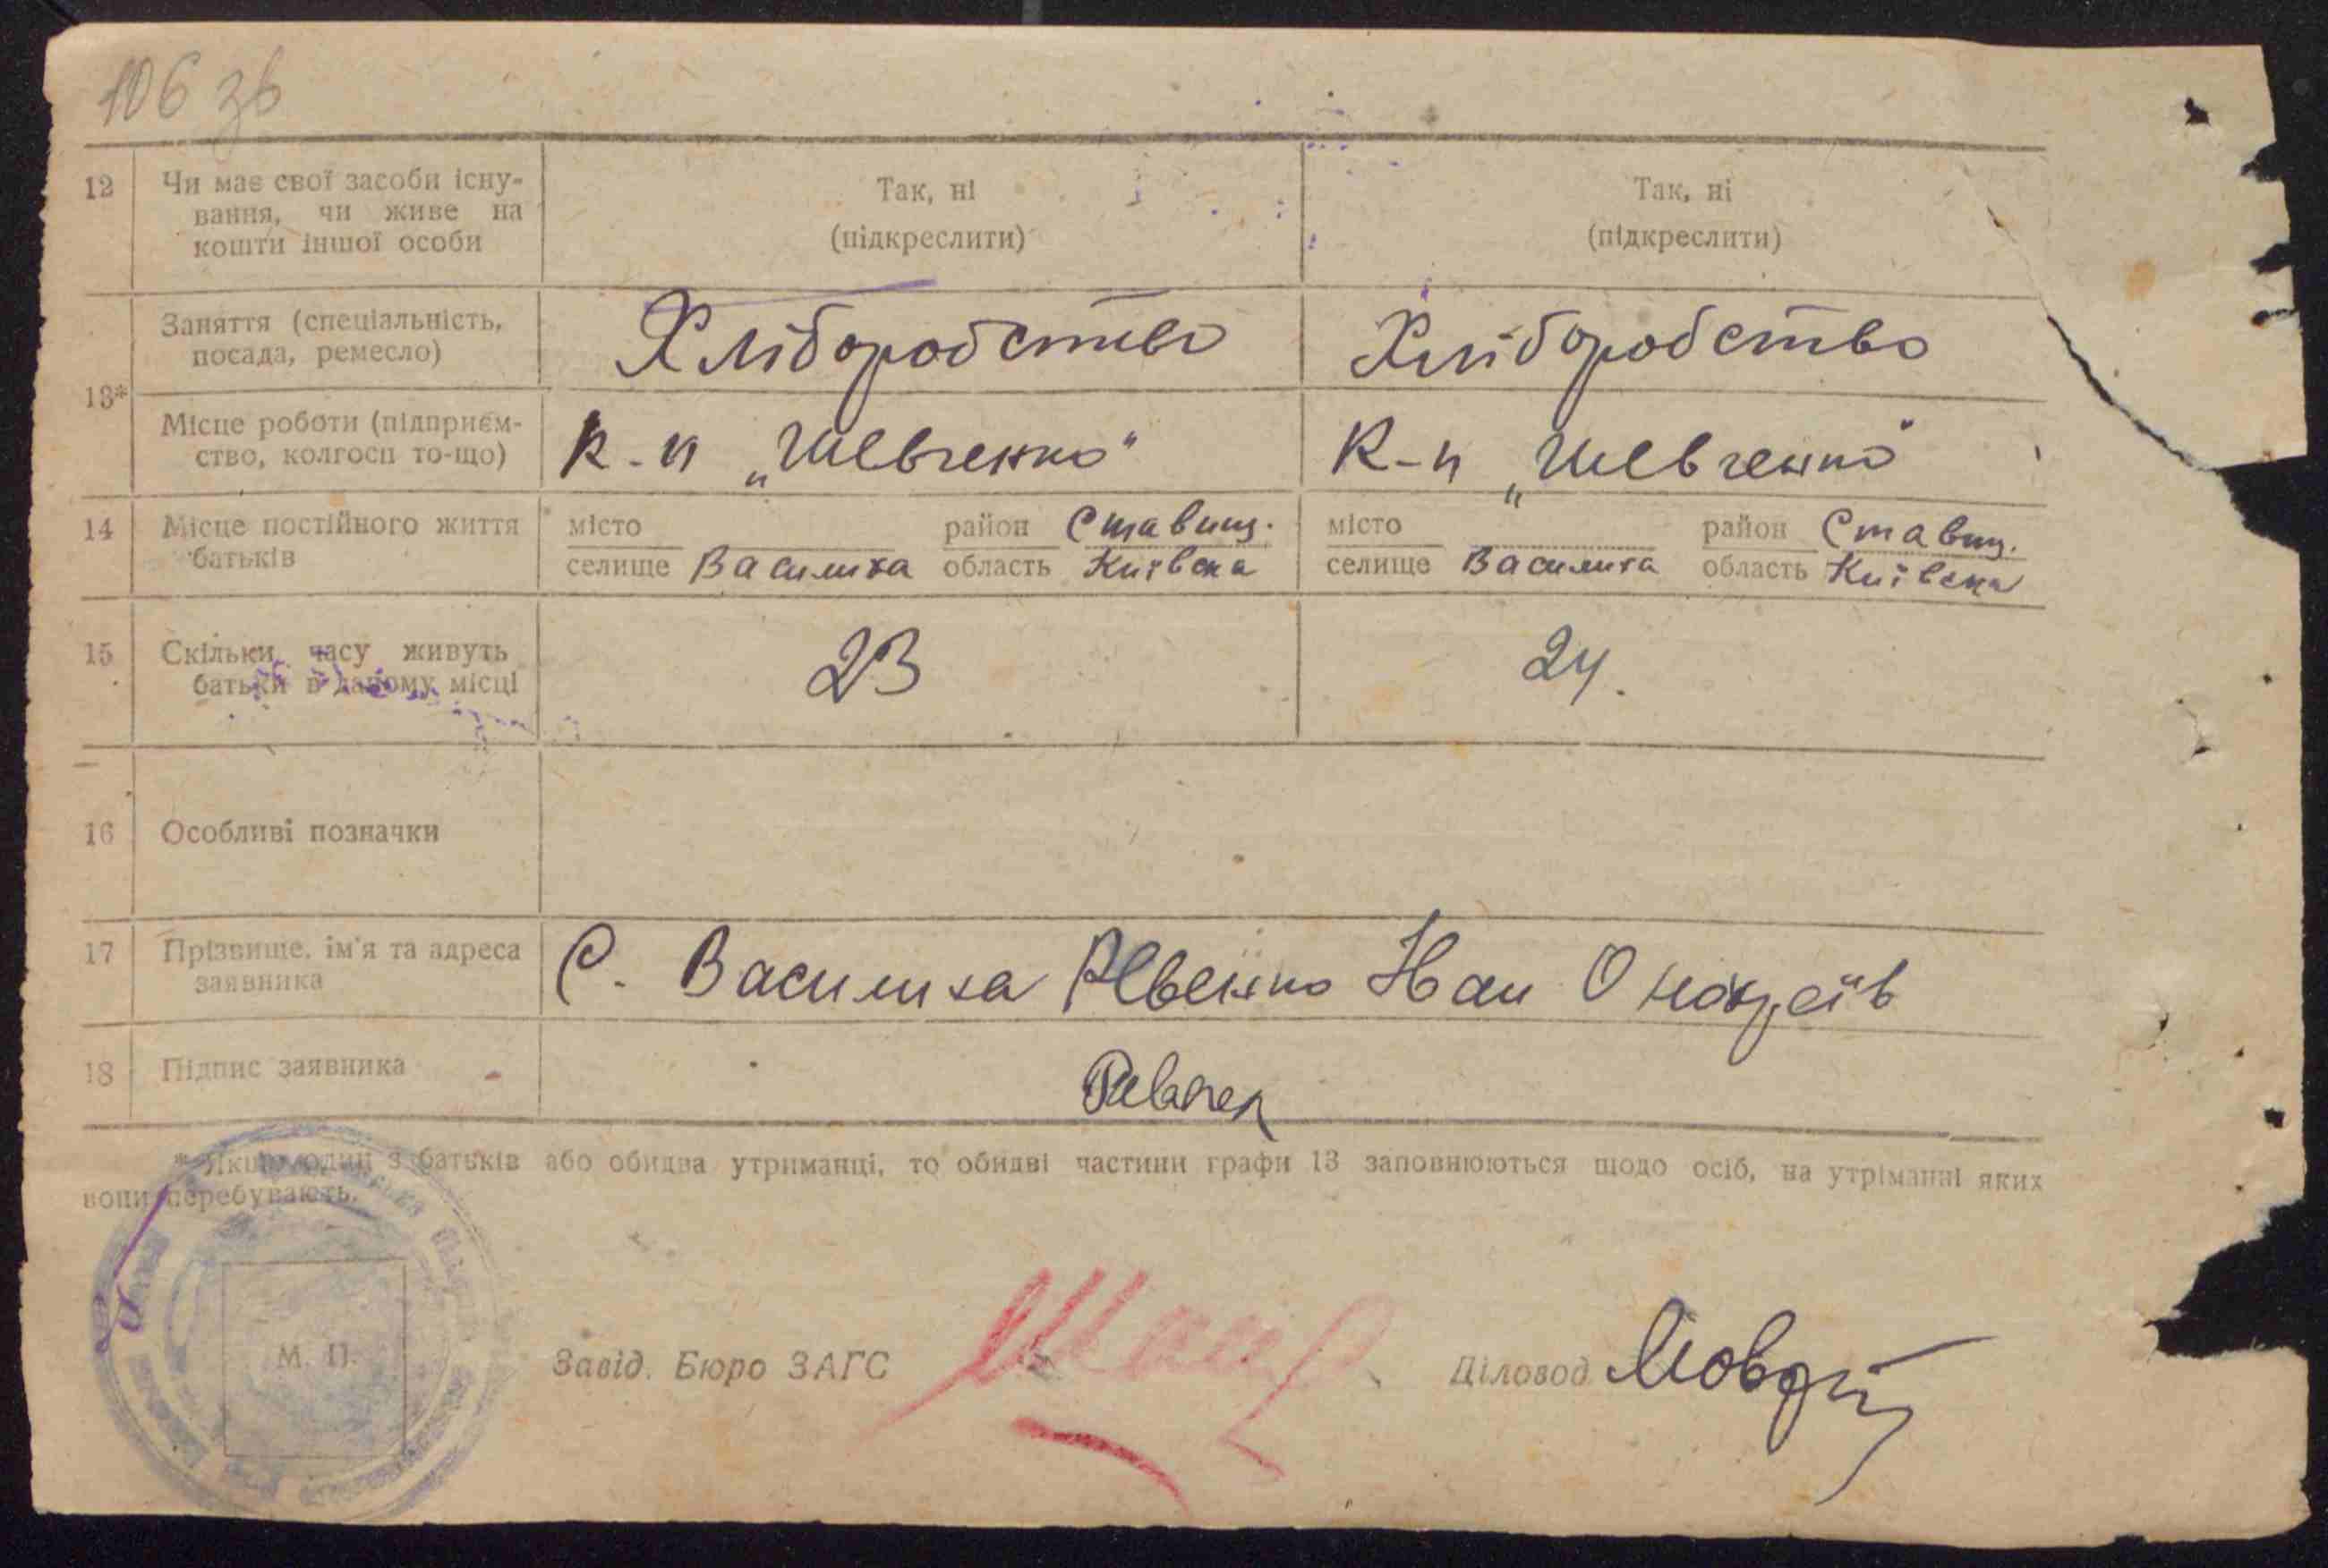 106 зв
12 Чи має свої засоби існу-
вання, чи живе на
кошти іншої особи
Так, ні
(підкреслити)
Так, ні
(підкреслити)
13*
Заняття (спеціальність,
посада, ремесло)
Хліборобство
Хліборобство
Місце роботи (підприєм-
ство, колгосп то-що)
К-п „Шевченко"
К-п „Шевченко"
14 Місце постійного життя
батьків
місто район Ставищ.
селище Василиха область Київська
місто район Ставищ.
селище Василиха область Київська
15 Скільки часу живуть
батьки в даному місці
23
24.
16 Особливі позначки
17 Прізвище, ім'я та адреса
заявника
С. Василиха Ревенко Іван
18 Підпис заявника
* Якщо один з батьків або обидва утриманці, то обидві частини графи 13 заповнюються щодо осіб, на утріманні яких
вони перебувають.
М. П.
Завід. Бюро ЗАГС
Діловод